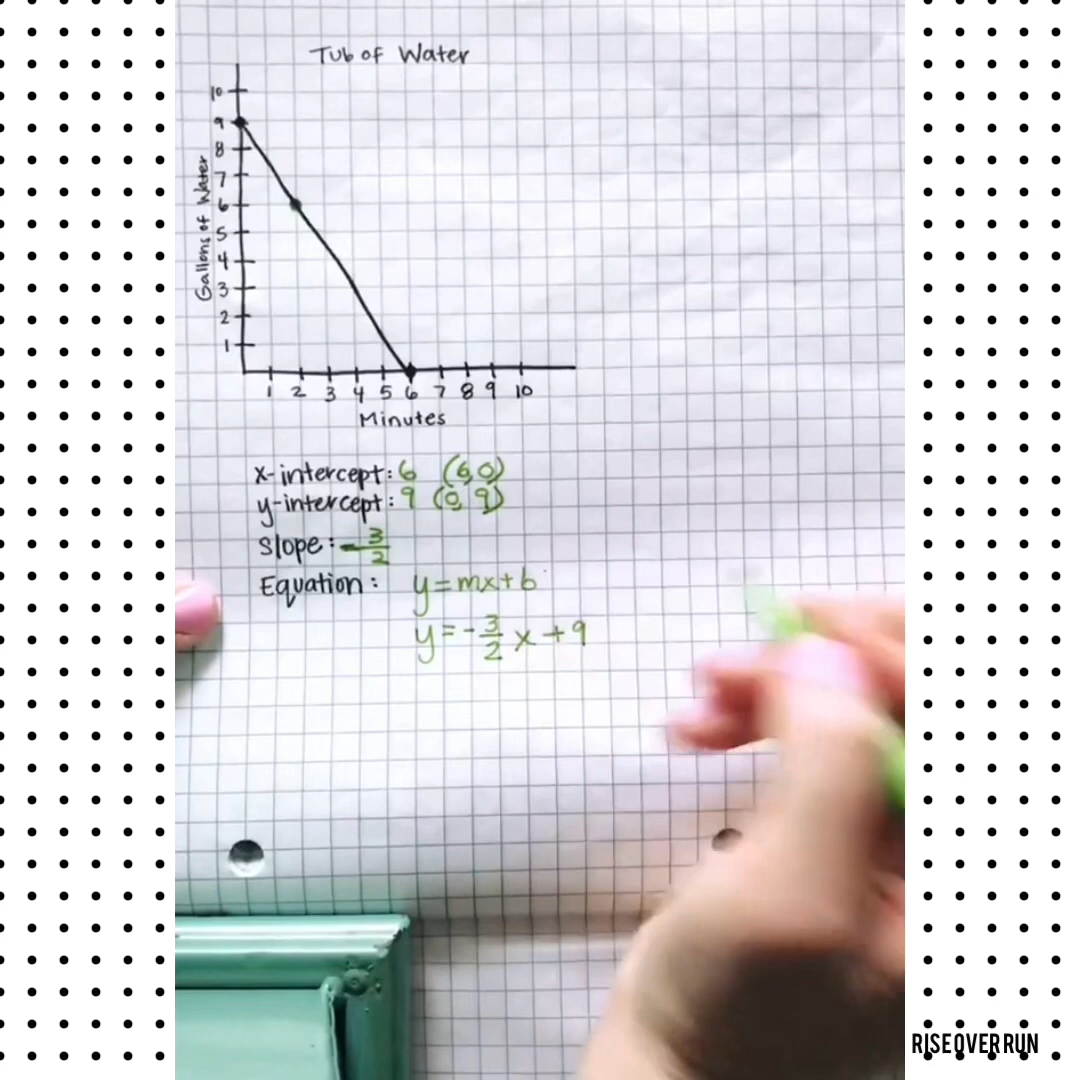 Tub of Water
10
9
8
7
6
5
4
3
2
1
Gallons of Water
1 2 3 4 5 6 7 8 9 10
Minutes
x-intercept: 6 (6,0)
y-intercept: 9 (0, 9)
Slope: -3/2
Equation: y=mx+b
y=-3/2 x+9
RISE OVER RUN